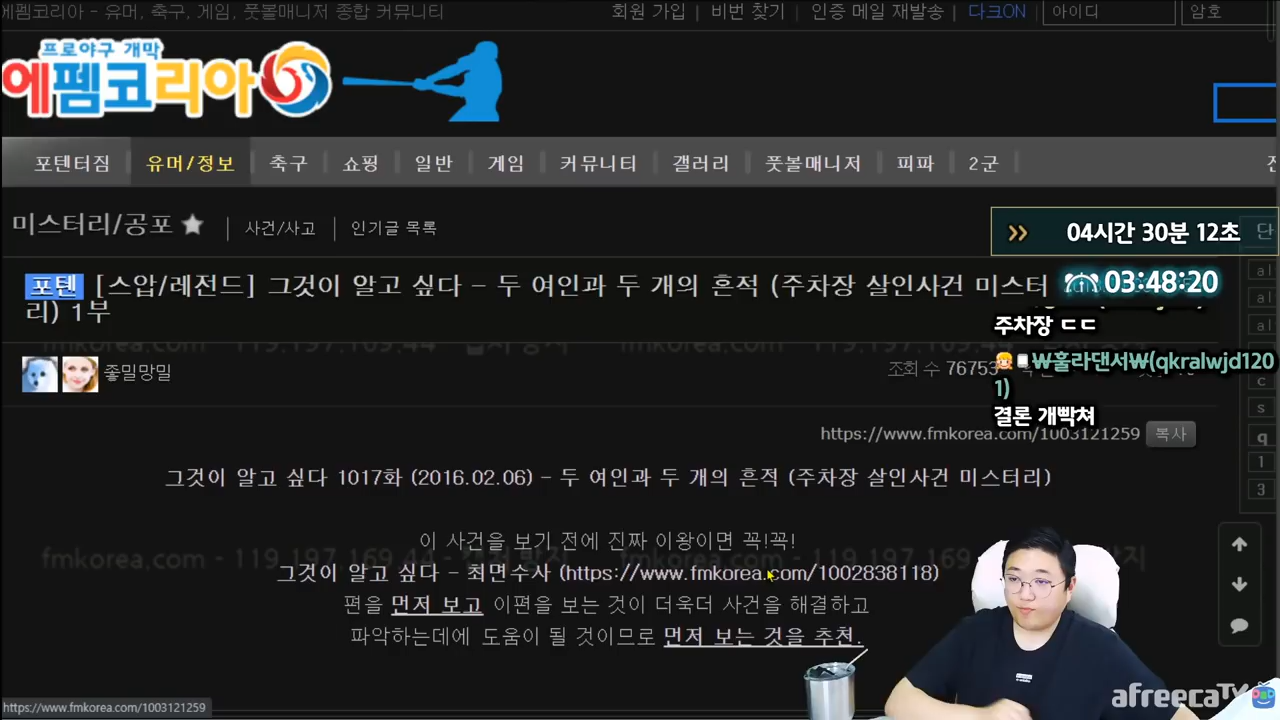 에펨코리아 - 유머, 축구, 게임, 풋볼매니저 종합 커뮤니티
회원 가입 | 비번 찾기 | 인증 메일 재발송 | 다크ON
아이디
암호
프로야구 개막
에펨코리아
포텐터짐 유머/정보 축구 쇼핑 일반 게임 커뮤니티 갤러리 풋볼매니저 피파 2군
미스터리/공포 ★ | 사건/사고 | 인기글 목록
04시간 30분 12초
단
03:48:20
포텐 [스압/레전드] 그것이 알고 싶다 - 두 여인과 두 개의 흔적 (주차장 살인사건 미스터
리) 1부
주차장 ㄷㄷ
₩훌라댄서₩(qkralwjd120
1)
결론 개빡쳐
좋밀망밀
조회 수 76753
https://www.fmkorea.com/1003121259 복사
그것이 알고 싶다 1017화 (2016.02.06) - 두 여인과 두 개의 흔적 (주차장 살인사건 미스터리)
이 사건을 보기 전에 진짜 이왕이면 꼭!꼭!
fmkorea.com - 119.197.169.44
그것이 알고 싶다 - 최면수사 (https://www.fmkorea.com/1002838118)
편을 먼저 보고 이편을 보는 것이 더욱더 사건을 해결하고
파악하는데에 도움이 될 것이므로 먼저 보는 것을 추천.
afreecaTV
https://www.fmkorea.com/1003121259